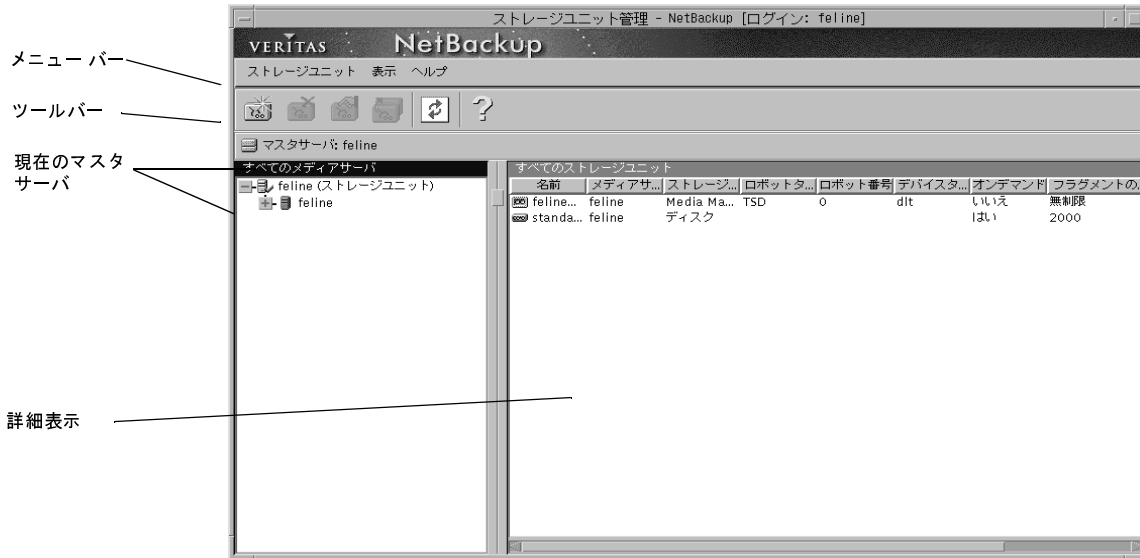 ストレージユニット管理 - NetBackup [ログイン: feline]
VERITAS NetBackup
メニュー バー
ストレージユニット 表示 ヘルプ
ツールバー
?
マスタサーバ: feline
現在のマスタ
サーバ
すべてのメディアサーバ
feline (ストレージユニット)
feline
すべてのストレージユニット
名前 メディアサ... ストレージ... ロボットタ... ロボット番号 デバイスタ... オンデマンド フラグメントの
feline... feline Media Ma... TSD 0 dlt いいえ 無制限
standa... feline ディスク はい 2000
詳細表示